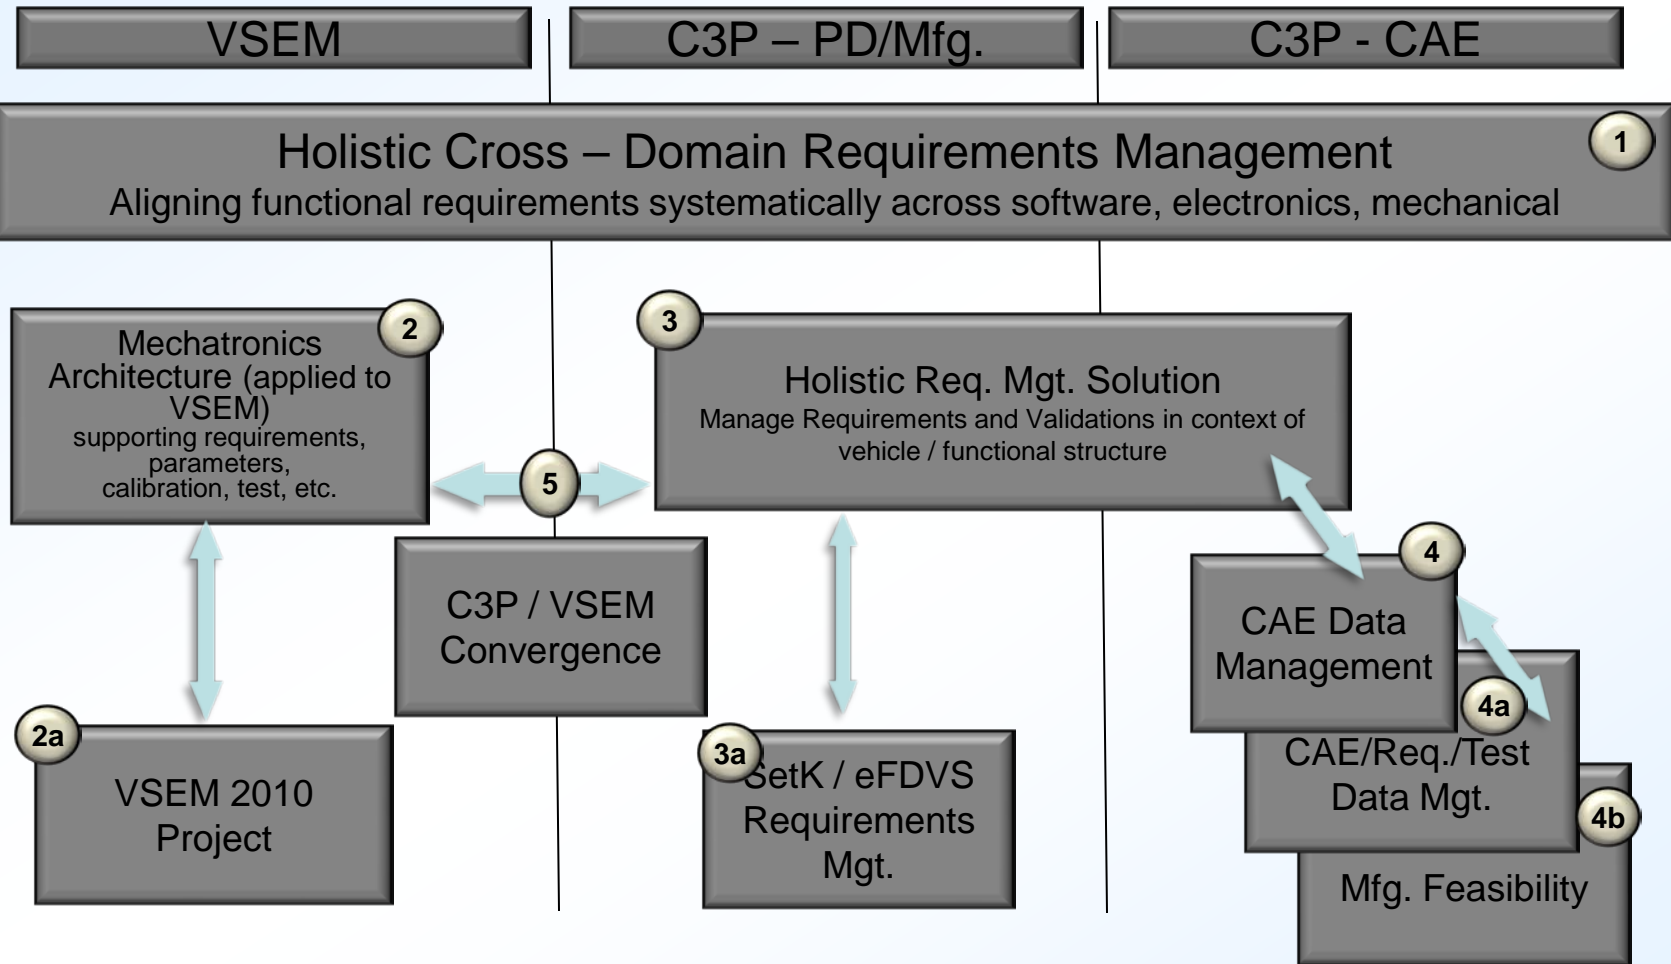 VSEM
C3P – PD/Mfg.
C3P - CAE
Holistic Cross – Domain Requirements Management
1
Aligning functional requirements systematically across software, electronics, mechanical
2
Mechatronics
Architecture (applied to
VSEM)
supporting requirements,
parameters,
calibration, test, etc.
3
Holistic Req. Mgt. Solution
Manage Requirements and Validations in context of
vehicle / functional structure
5
C3P / VSEM
Convergence
4
CAE Data
Management
2a
VSEM 2010
Project
3a
SetK / eFDVS
Requirements
Mgt.
4a
CAE/Req./Test
Data Mgt.
4b
Mfg. Feasibility